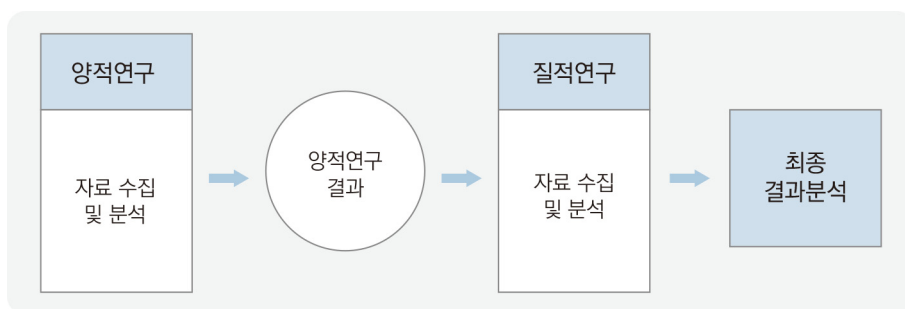 양적연구
자료 수집
및 분석
양적연구
결과
질적연구
자료 수집
및 분석
최종
결과분석